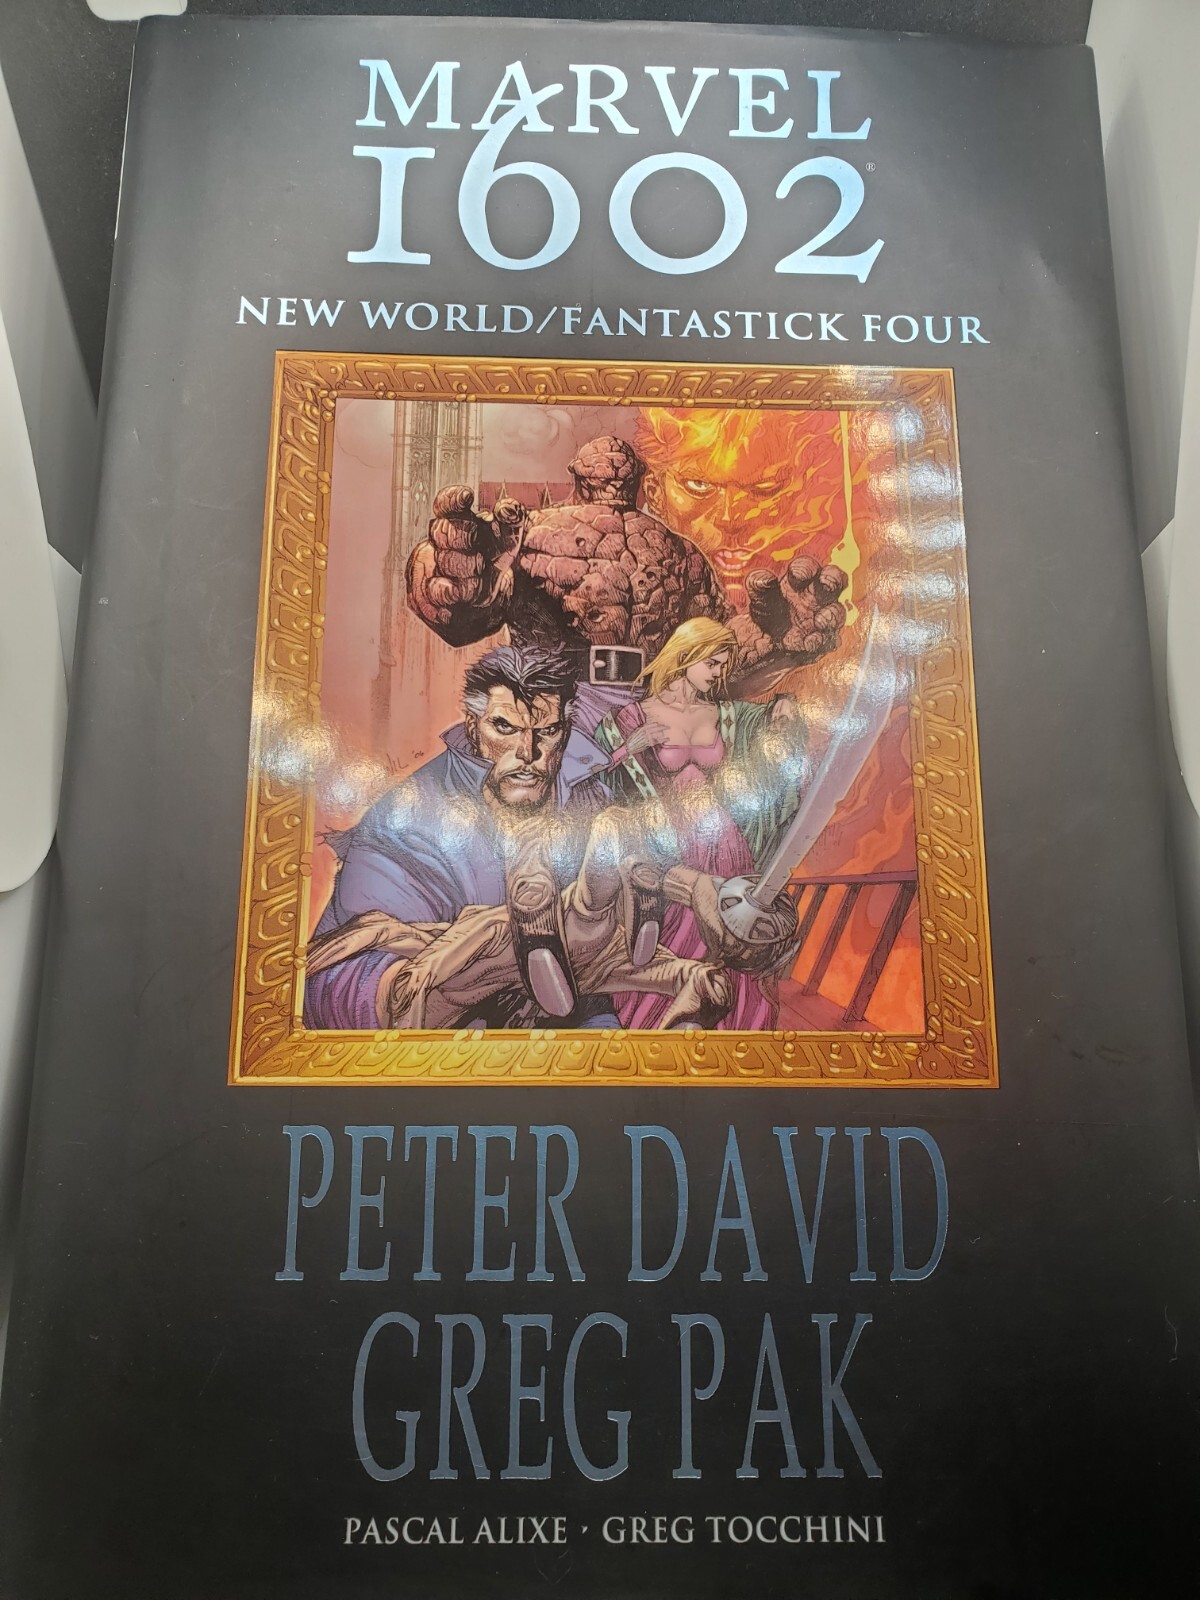 MARVEL
1602®
NEW WORLD/FANTASTICK FOUR
PETER DAVID
GREG PAK
PASCAL ALIXE · GREG TOCCHINI